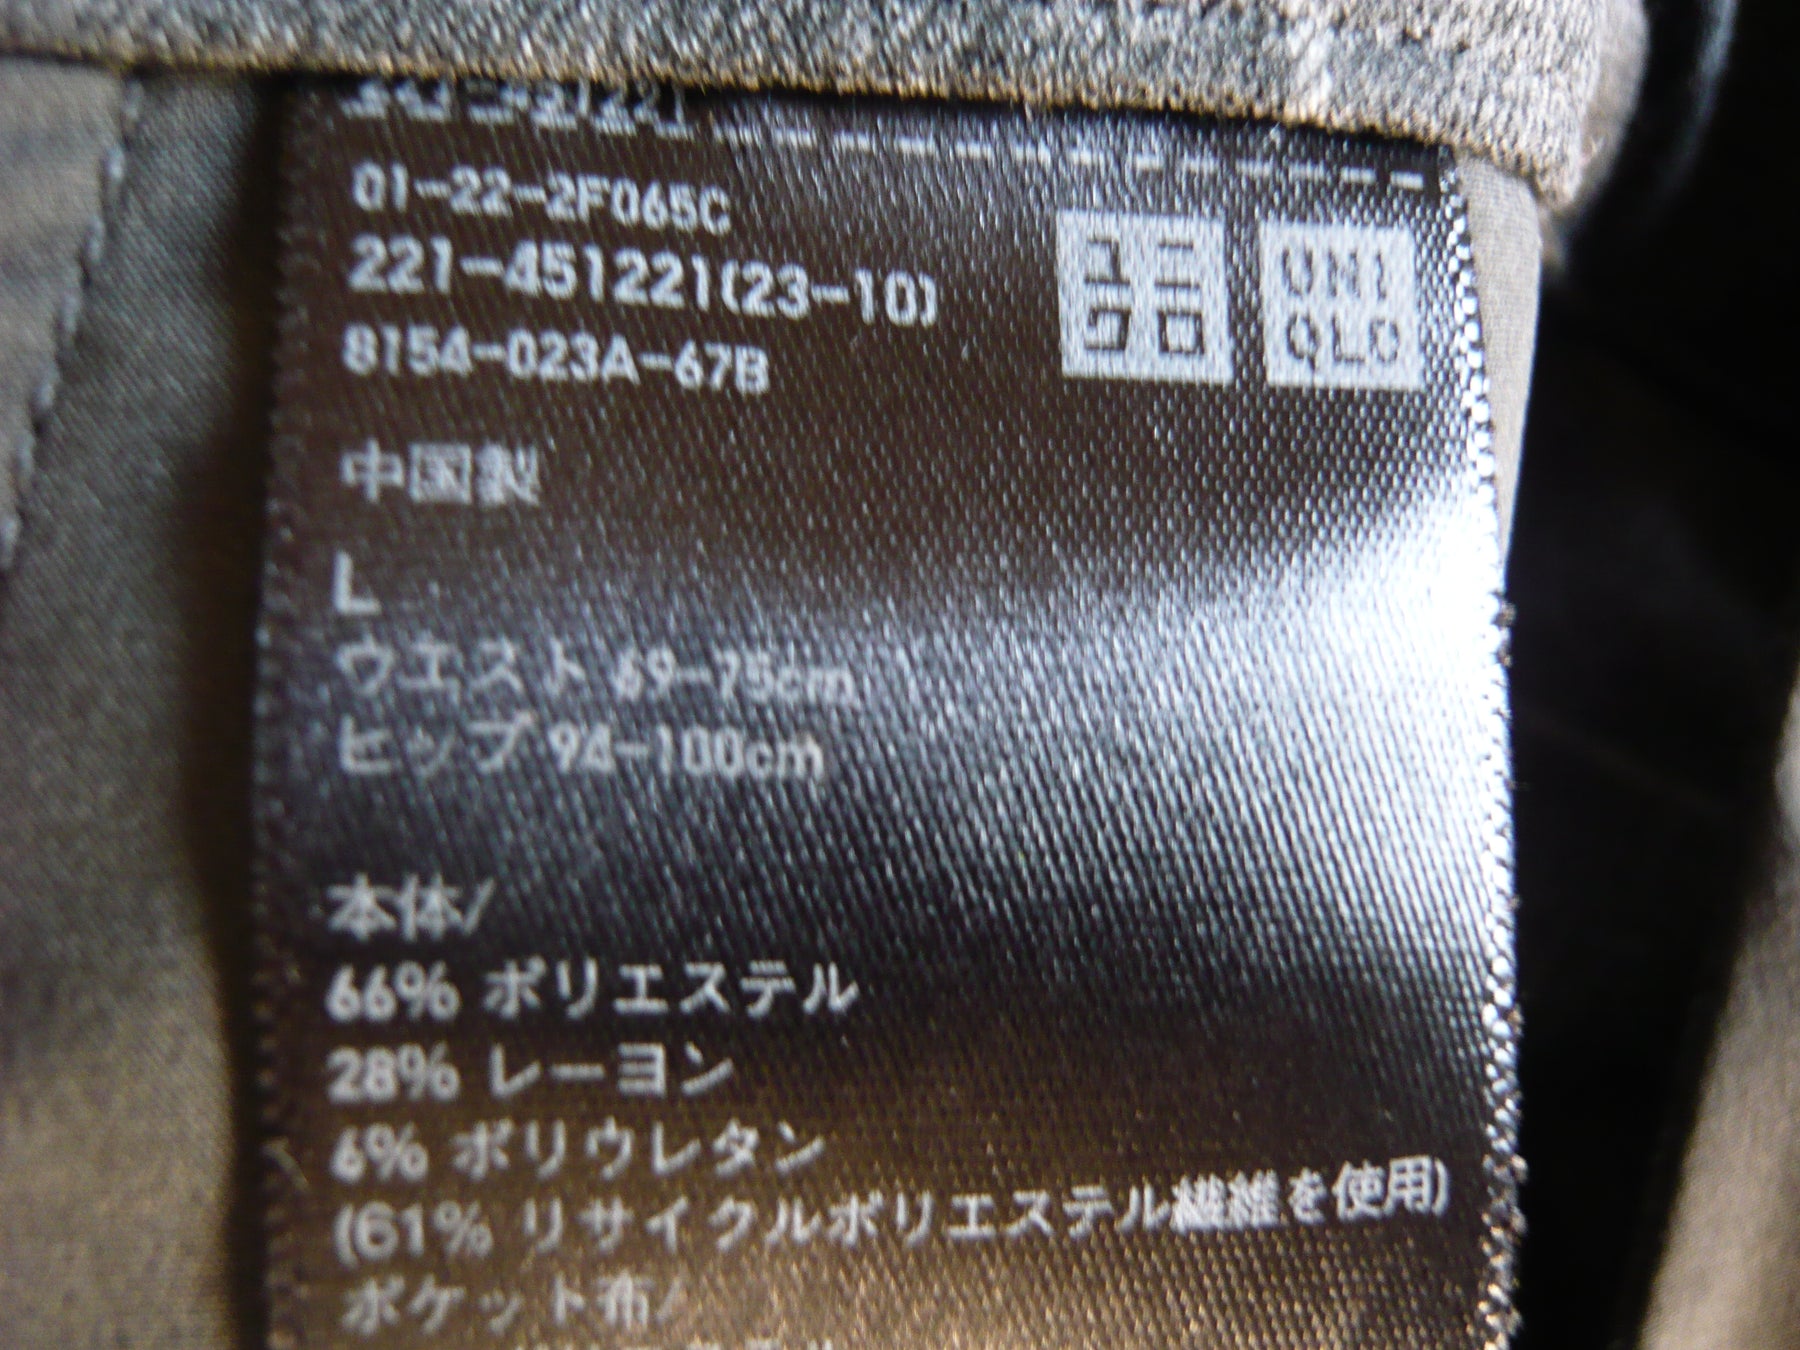 01-22-2F065C
221-451221(23-10)
8154-023A-67B
ユニ
クロ
UNI
QLO
中国製
L
ウエスト 69-75cm
ヒップ 94-100cm
本体/
66% ポリエステル
28% レーヨン
6% ポリウレタン
(61% リサイクルポリエステル繊維を使用)
ポケット布/